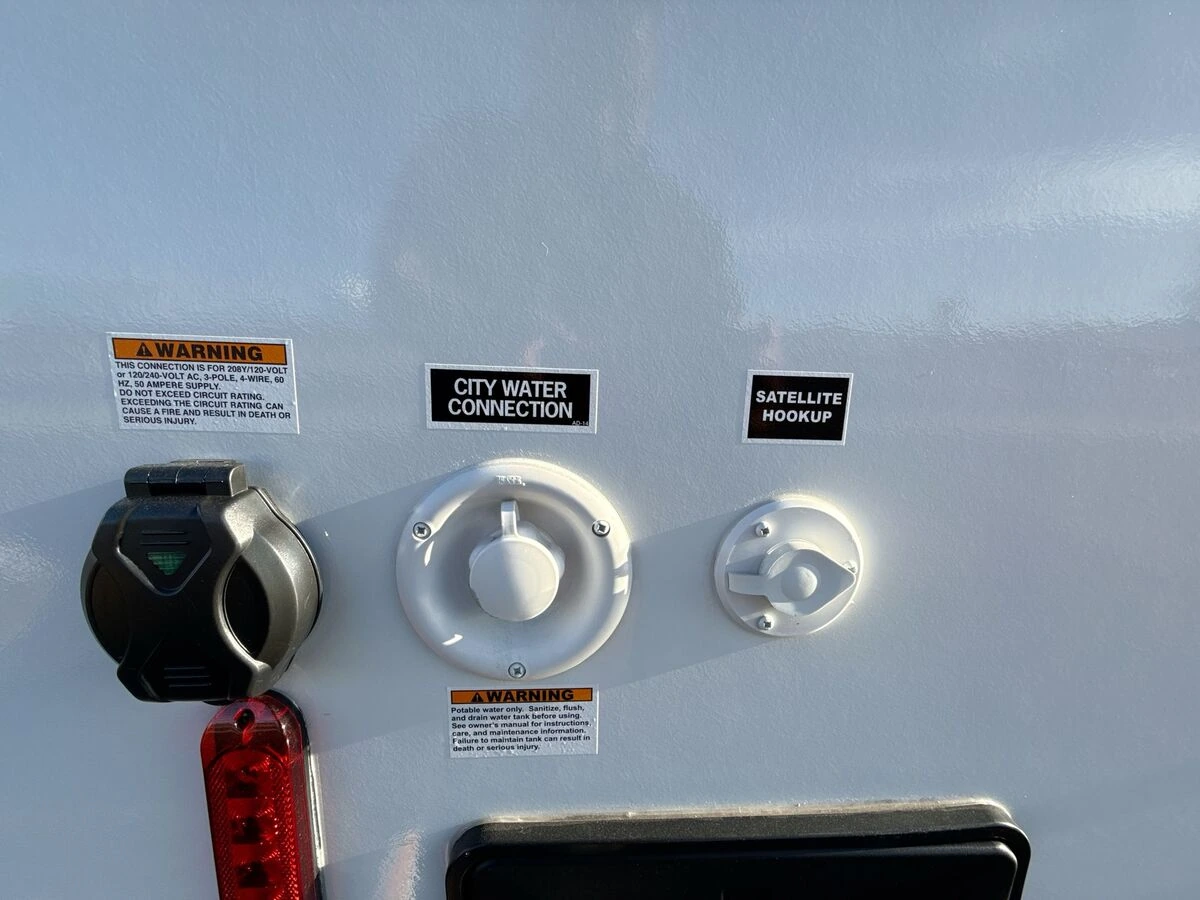 WARNING
THIS CONNECTION IS FOR 208Y/120-VOLT
or 120/240-VOLT AC, 3-POLE, 4-WIRE, 60
HZ, 50 AMPERE SUPPLY.
DO NOT EXCEED CIRCUIT RATING.
EXCEEDING THE CIRCUIT RATING CAN
CAUSE A FIRE AND RESULT IN DEATH OR
SERIOUS INJURY.
CITY WATER
CONNECTION
AD-14
SATELLITE
HOOKUP
WARNING
Potable water only. Sanitize, flush,
and drain water tank before using.
See owner's manual for instructions,
care, and maintenance information.
Failure to maintain tank can result in
death or serious injury.